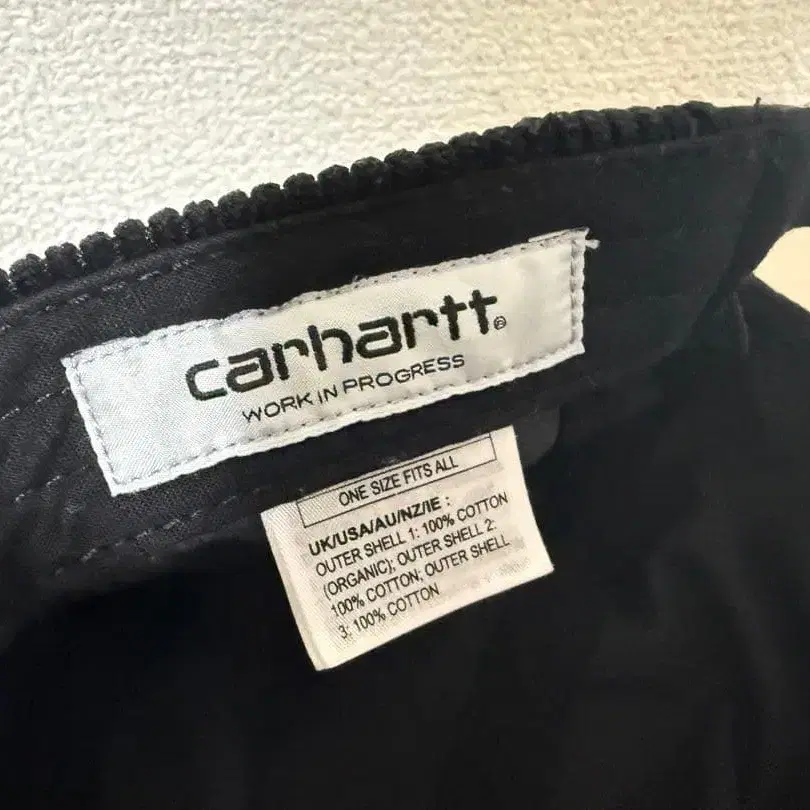 carhartt®
WORK IN PROGRESS
ONE SIZE FITS ALL
UK/USA/AU/NZ/IE :
OUTER SHELL 1: 100% COTTON
(ORGANIC); OUTER SHELL 2:
100% COTTON; OUTER SHELL
3: 100% COTTON